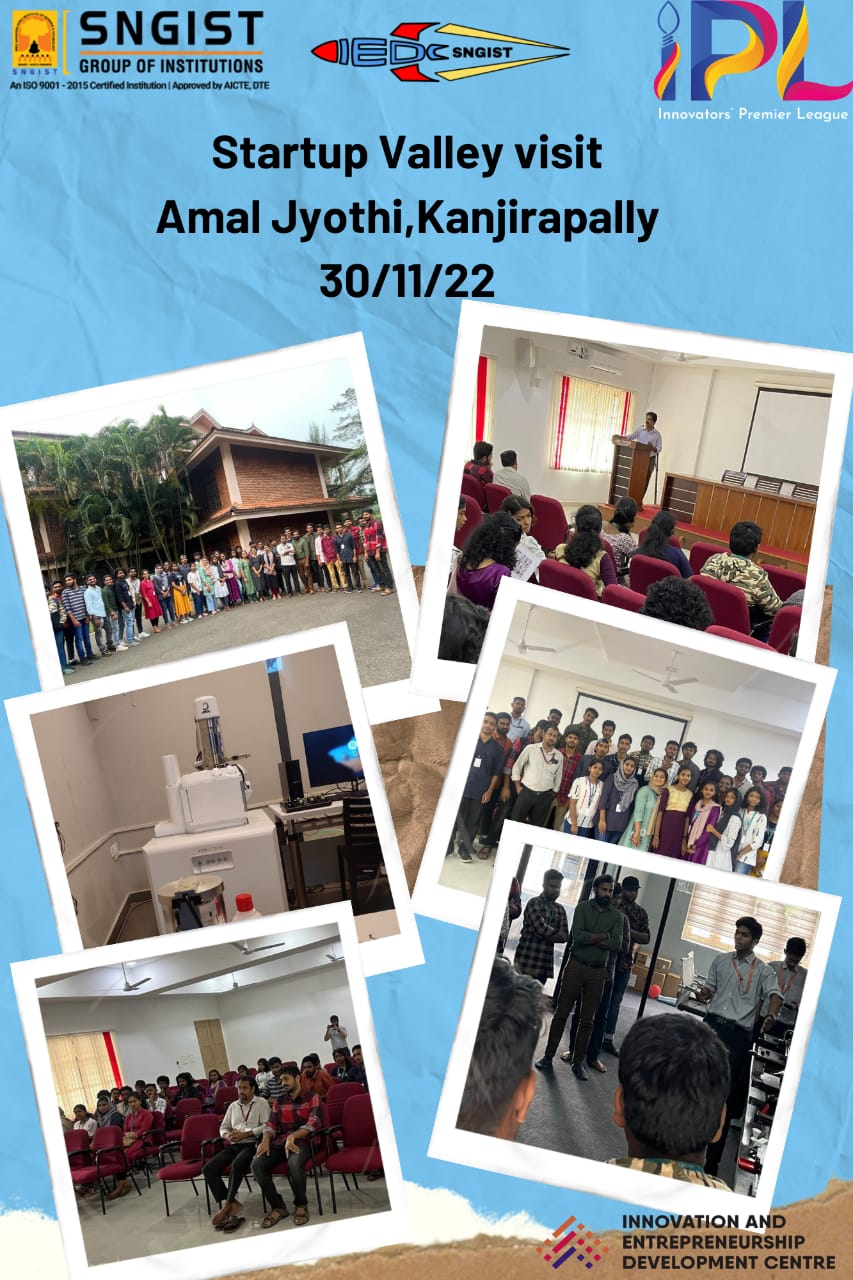 SNGIST
GROUP OF INSTITUTIONS
SNGIST
An ISO 9001 - 2015 Certified Institution | Approved by AICTE, DTE
IEDC SNGIST
iPL
Innovators' Premier League
Startup Valley visit
Amal Jyothi,Kanjirapally
30/11/22
INNOVATION AND
ENTREPRENEURSHIP
DEVELOPMENT CENTRE